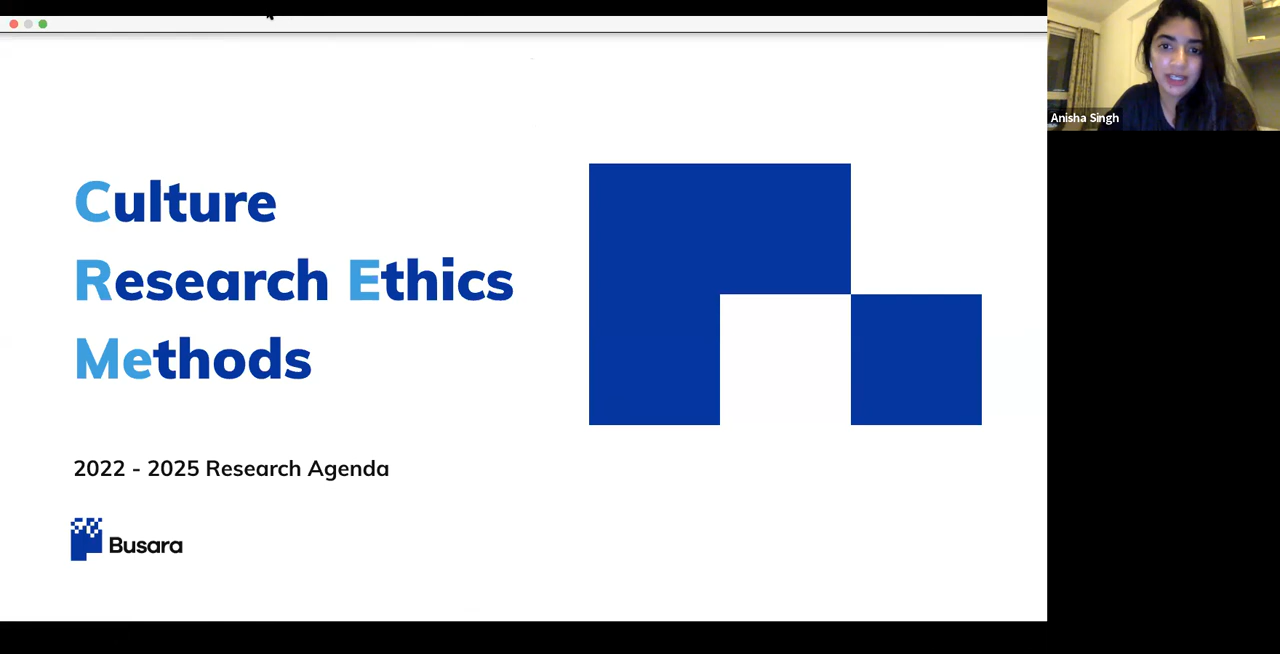 Culture
Research Ethics
Methods
2022 - 2025 Research Agenda
Busara
Anisha Singh